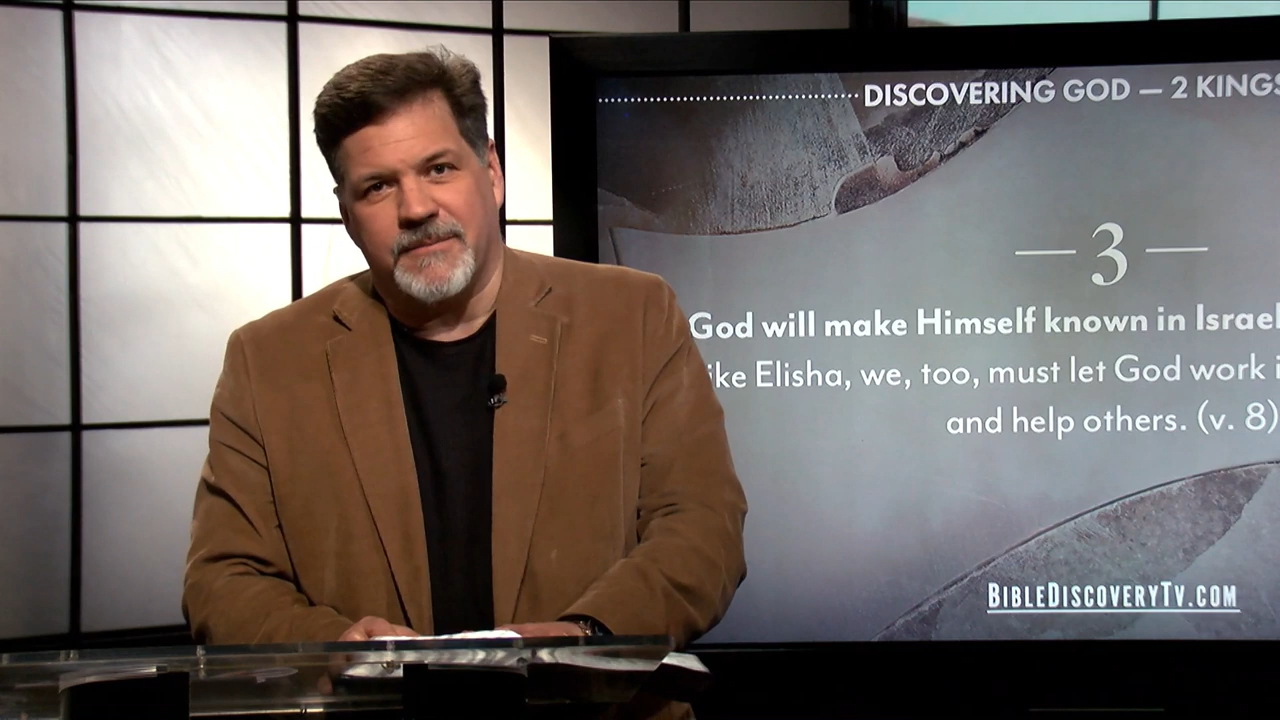 DISCOVERING GOD — 2 KINGS
— 3 —
God will make Himself known in Israel
ike Elisha, we, too, must let God work i
and help others. (v. 8)
BIBLEDISCOVERYTV.COM